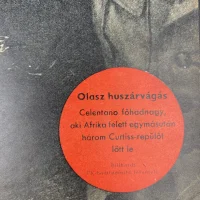 Olasz huszárvágás
Celentano főhadnagy,
aki Afrika felett egymásután
három Curtiss-repülőt
lőtt le